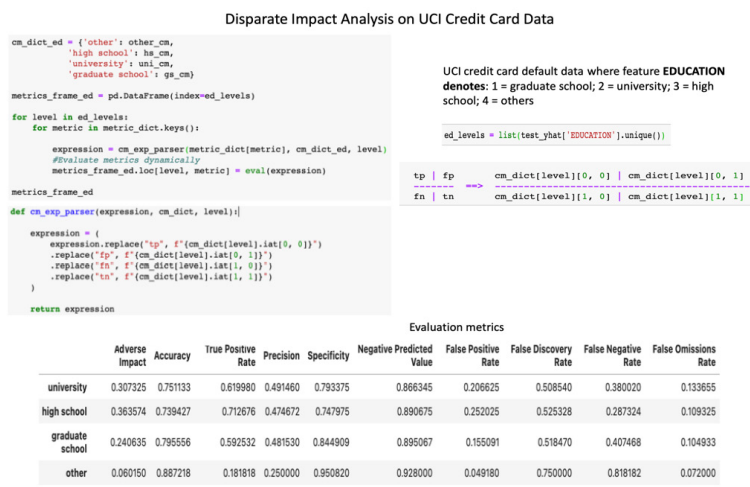 Disparate Impact Analysis on UCI Credit Card Data
cm_dict_ed = {'other': other_cm,
'high school': hs_cm,
'university': uni_cm,
'graduate school': gs_cm}
metrics_frame_ed = pd.DataFrame(index=ed_levels)
for level in ed_levels:
for metric in metric_dict.keys():
expression = cm_exp_parser(metric_dict[metric], cm_dict_ed, level)
#Evaluate metrics dynamically
metrics_frame_ed.loc[level, metric] = eval(expression)
metrics_frame_ed
def cm_exp_parser(expression, cm_dict, level):
expression = (
expression.replace("tp", f"{cm_dict[level].iat[0, 0]}")
.replace("fp", f"{cm_dict[level].iat[0, 1]}")
.replace("fn", f"{cm_dict[level].iat[1, 0]}")
.replace("tn", f"{cm_dict[level].iat[1, 1]}")
)
return expression
UCI credit card default data where feature EDUCATION
denotes: 1 = graduate school; 2 = university; 3 = high
school; 4 = others
ed_levels = list(test_yhat['EDUCATION'].unique())
tp | fp cm_dict[level][0, 0] | cm_dict[level][0, 1]
------- ==> -------------------------------------------
fn | tn cm_dict[level][1, 0] | cm_dict[level][1, 1]
Evaluation metrics
Adverse Impact Accuracy True Positive Rate Precision Specificity Negative Predicted Value False Positive Rate False Discovery Rate False Negative Rate False Omissions Rate
university 0.307325 0.751133 0.619980 0.491460 0.793375 0.866345 0.206625 0.508540 0.380020 0.133655
high school 0.363574 0.739427 0.712676 0.474672 0.747975 0.890675 0.252025 0.525328 0.287324 0.109325
graduate school 0.240635 0.795556 0.592532 0.481530 0.844909 0.895067 0.155091 0.518470 0.407468 0.104933
other 0.060150 0.887218 0.181818 0.250000 0.950820 0.928000 0.049180 0.750000 0.818182 0.072000